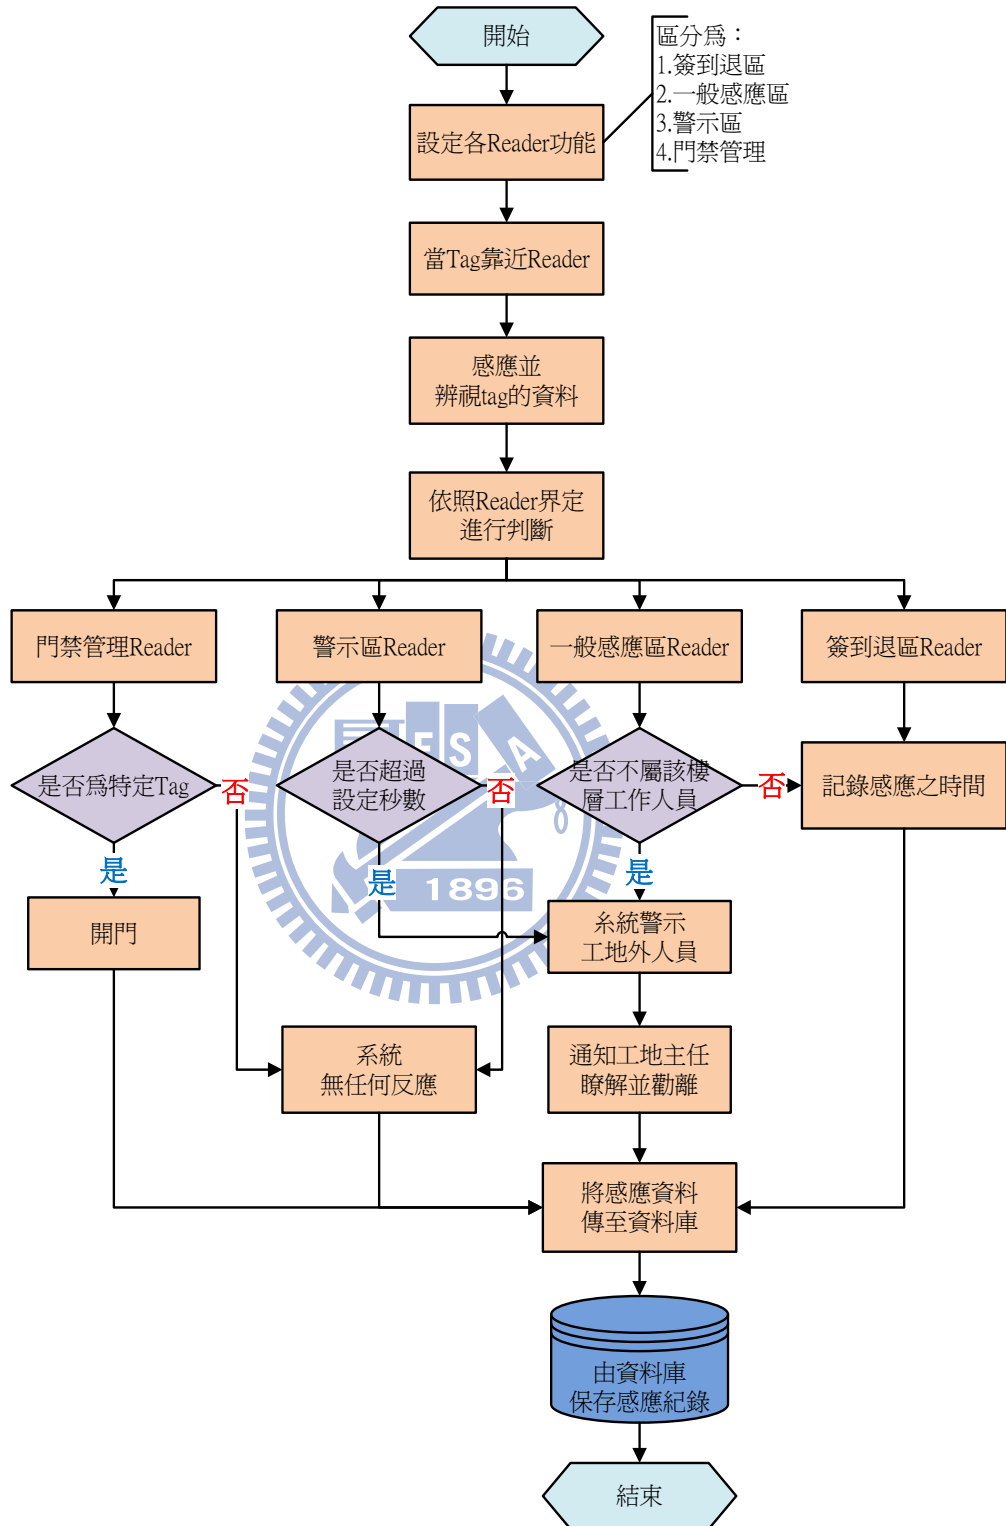 開始
區分為：
1.簽到退區
2.一般感應區
3.警示區
4.門禁管理
設定各Reader功能
當Tag靠近Reader
感應並
辨視tag的資料
依照Reader界定
進行判斷
門禁管理Reader
警示區Reader
一般感應區Reader
簽到退區Reader
是否為特定Tag
否
是否超過
設定秒數
否
是否不屬該樓
層工作人員
否
記錄感應之時間
ESA
1896
是
是
是
開門
糸統警示
工地外人員
系統
無任何反應
通知工地主任
瞭解並勸離
將感應資料
傳至資料庫
由資料庫
保存感應紀錄
結束